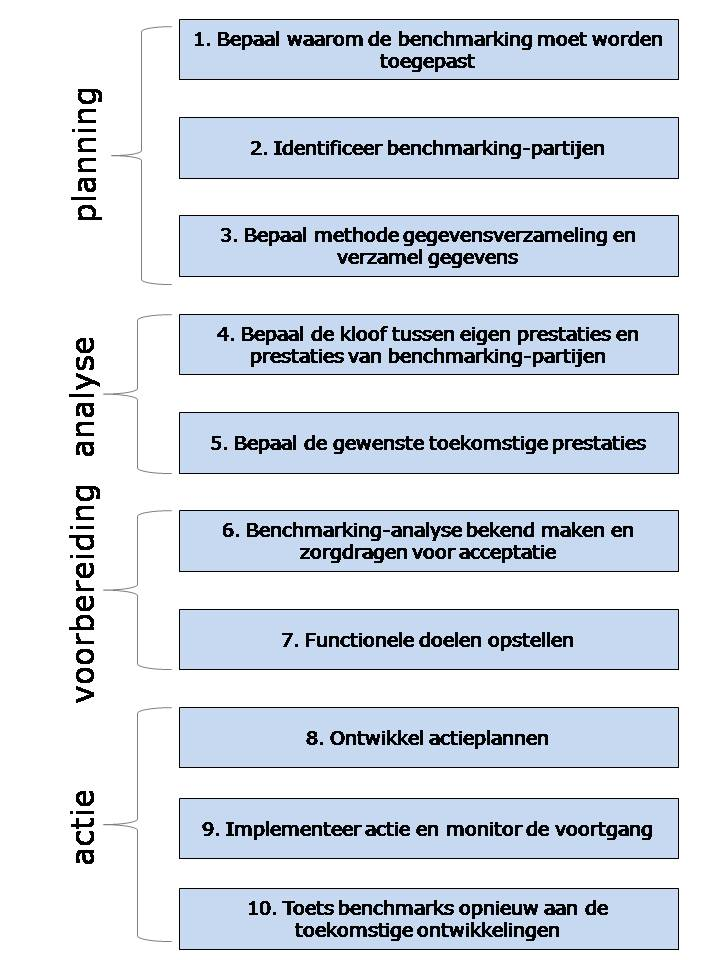 planning
1. Bepaal waarom de benchmarking moet worden
toegepast
2. Identificeer benchmarking-partijen
3. Bepaal methode gegevensverzameling en
verzamel gegevens
analyse
4. Bepaal de kloof tussen eigen prestaties en
prestaties van benchmarking-partijen
5. Bepaal de gewenste toekomstige prestaties
voorbereiding
6. Benchmarking-analyse bekend maken en
zorgdragen voor acceptatie
7. Functionele doelen opstellen
actie
8. Ontwikkel actieplannen
9. Implementeer actie en monitor de voortgang
10. Toets benchmarks opnieuw aan de
toekomstige ontwikkelingen